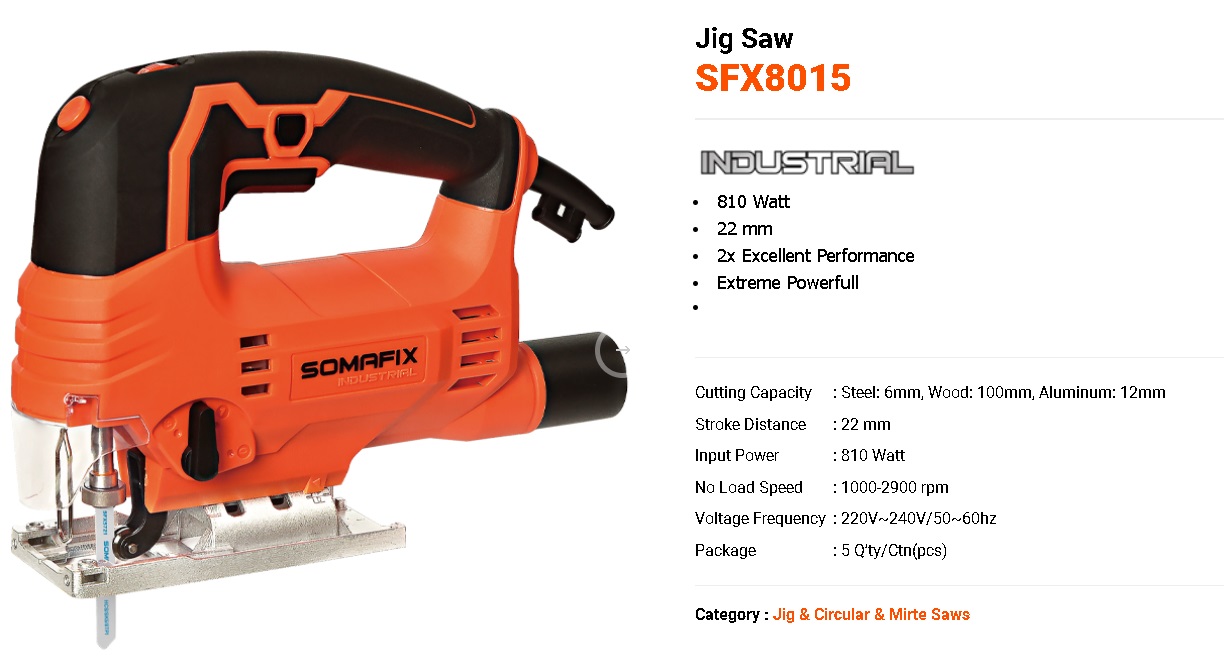 Jig Saw
SFX8015
INDUSTRIAL
• 810 Watt
• 22 mm
• 2x Excellent Performance
• Extreme Powerfull
•
SOMAFIX
INDUSTRIAL
Cutting Capacity : Steel: 6mm, Wood: 100mm, Aluminum: 12mm
Stroke Distance : 22 mm
Input Power : 810 Watt
No Load Speed : 1000-2900 rpm
Voltage Frequency : 220V~240V/50~60hz
Package : 5 Q'ty/Ctn(pcs)
Category : Jig & Circular & Mirte Saws